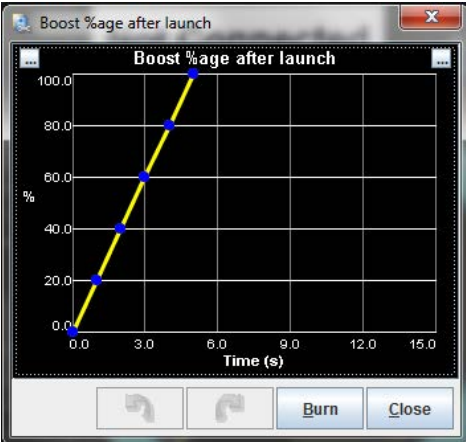 Boost %age after launch
... Boost %age after launch ...
100.0
80.0
60.0
%
40.0
20.0
0.0
0.0 3.0 6.0 9.0 12.0 15.0
Time (s)
Burn Close